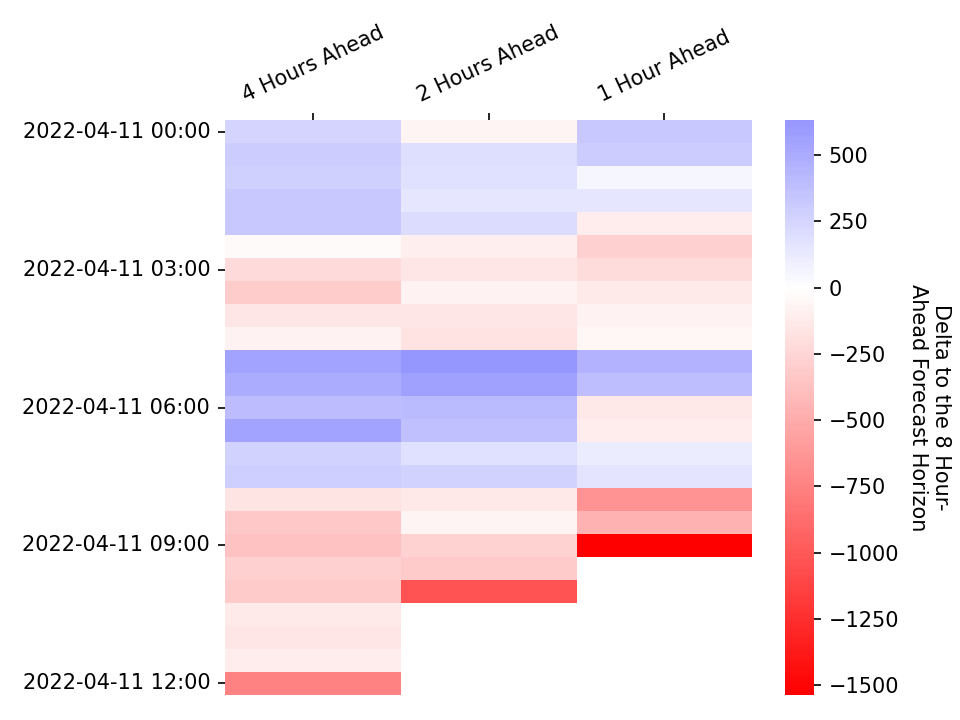 4 Hours Ahead
2 Hours Ahead
1 Hour Ahead
2022-04-11 00:00
2022-04-11 03:00
2022-04-11 06:00
2022-04-11 09:00
2022-04-11 12:00
500
250
0
−250
−500
−750
−1000
−1250
−1500
Delta to the 8 Hour-
Ahead Forecast Horizon